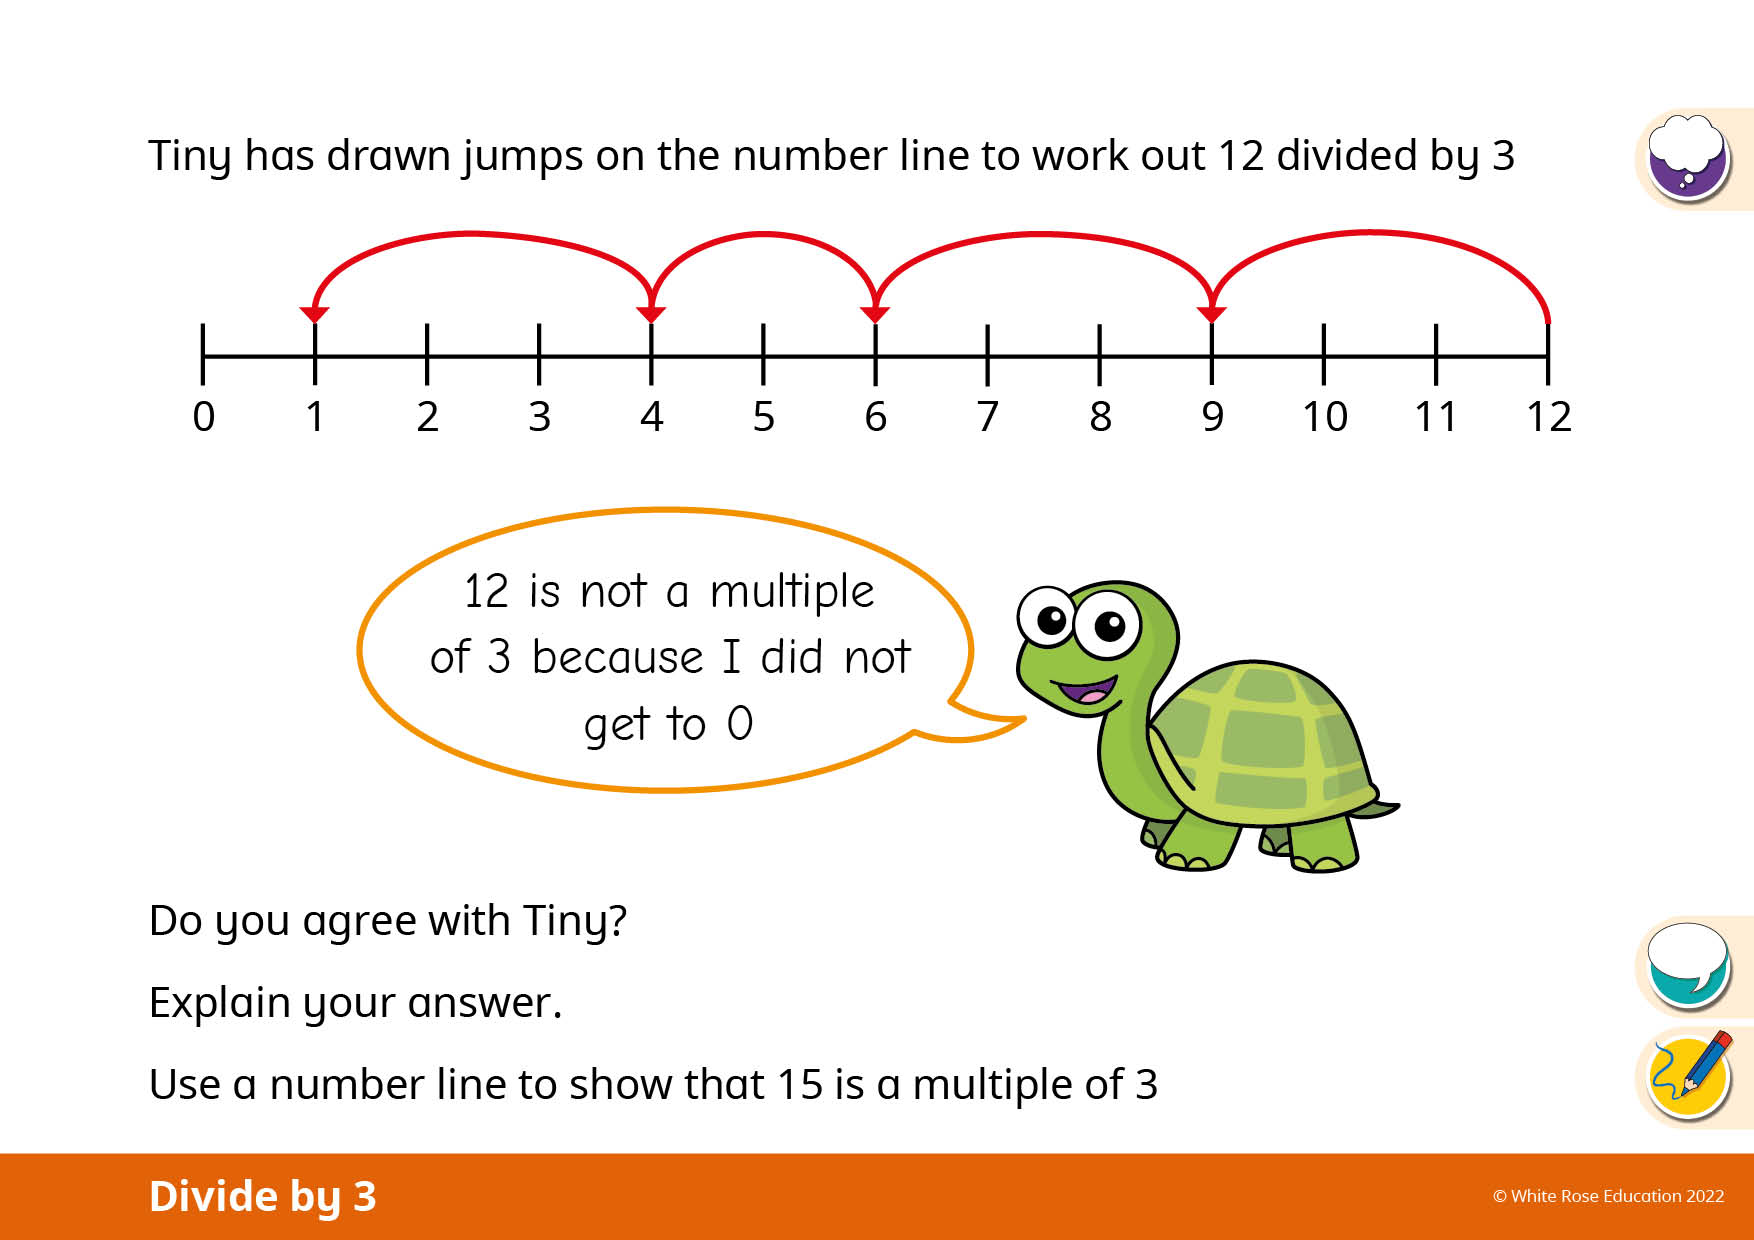 Tiny has drawn jumps on the number line to work out 12 divided by 3
0 1 2 3 4 5 6 7 8 9 10 11 12
12 is not a multiple
of 3 because I did not
get to 0
Do you agree with Tiny?
Explain your answer.
Use a number line to show that 15 is a multiple of 3
Divide by 3
© White Rose Education 2022